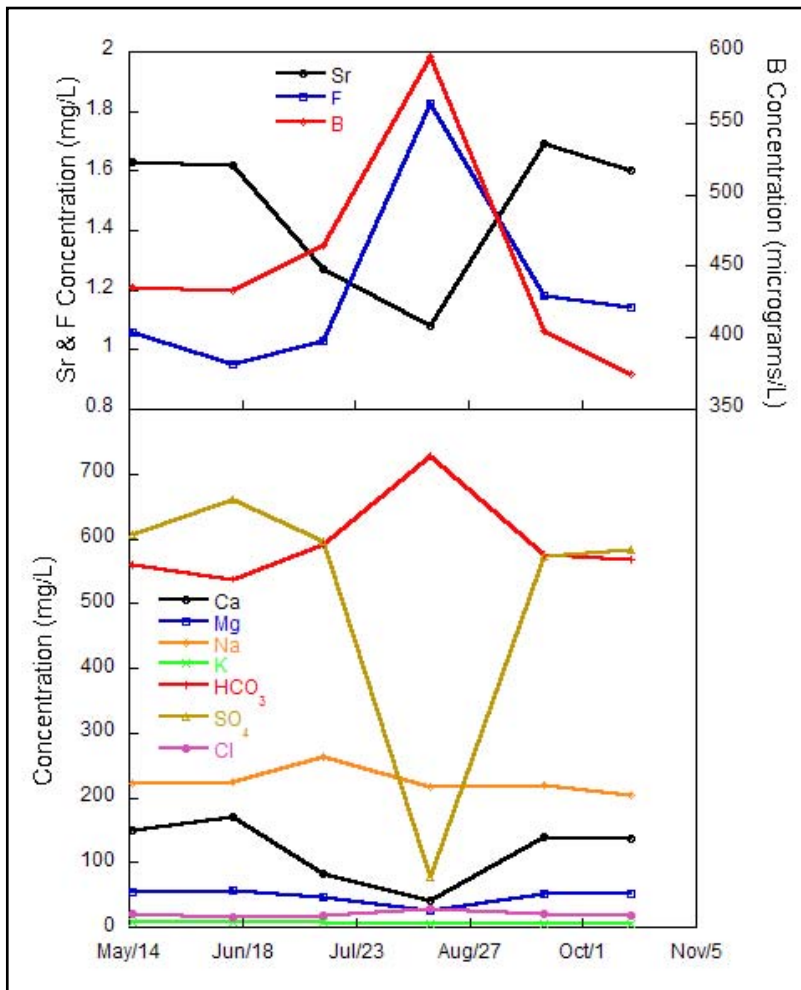 Sr & F Concentration (mg/L)
2
1.8
1.6
1.4
1.2
1
0.8
Sr
F
B
600
550
500
450
400
350
B Concentration (micrograms/L)
Concentration (mg/L)
700
600
500
400
300
200
100
0
Ca
Mg
Na
K
HCO₃
SO₄
Cl
May/14 Jun/18 Jul/23 Aug/27 Oct/1 Nov/5